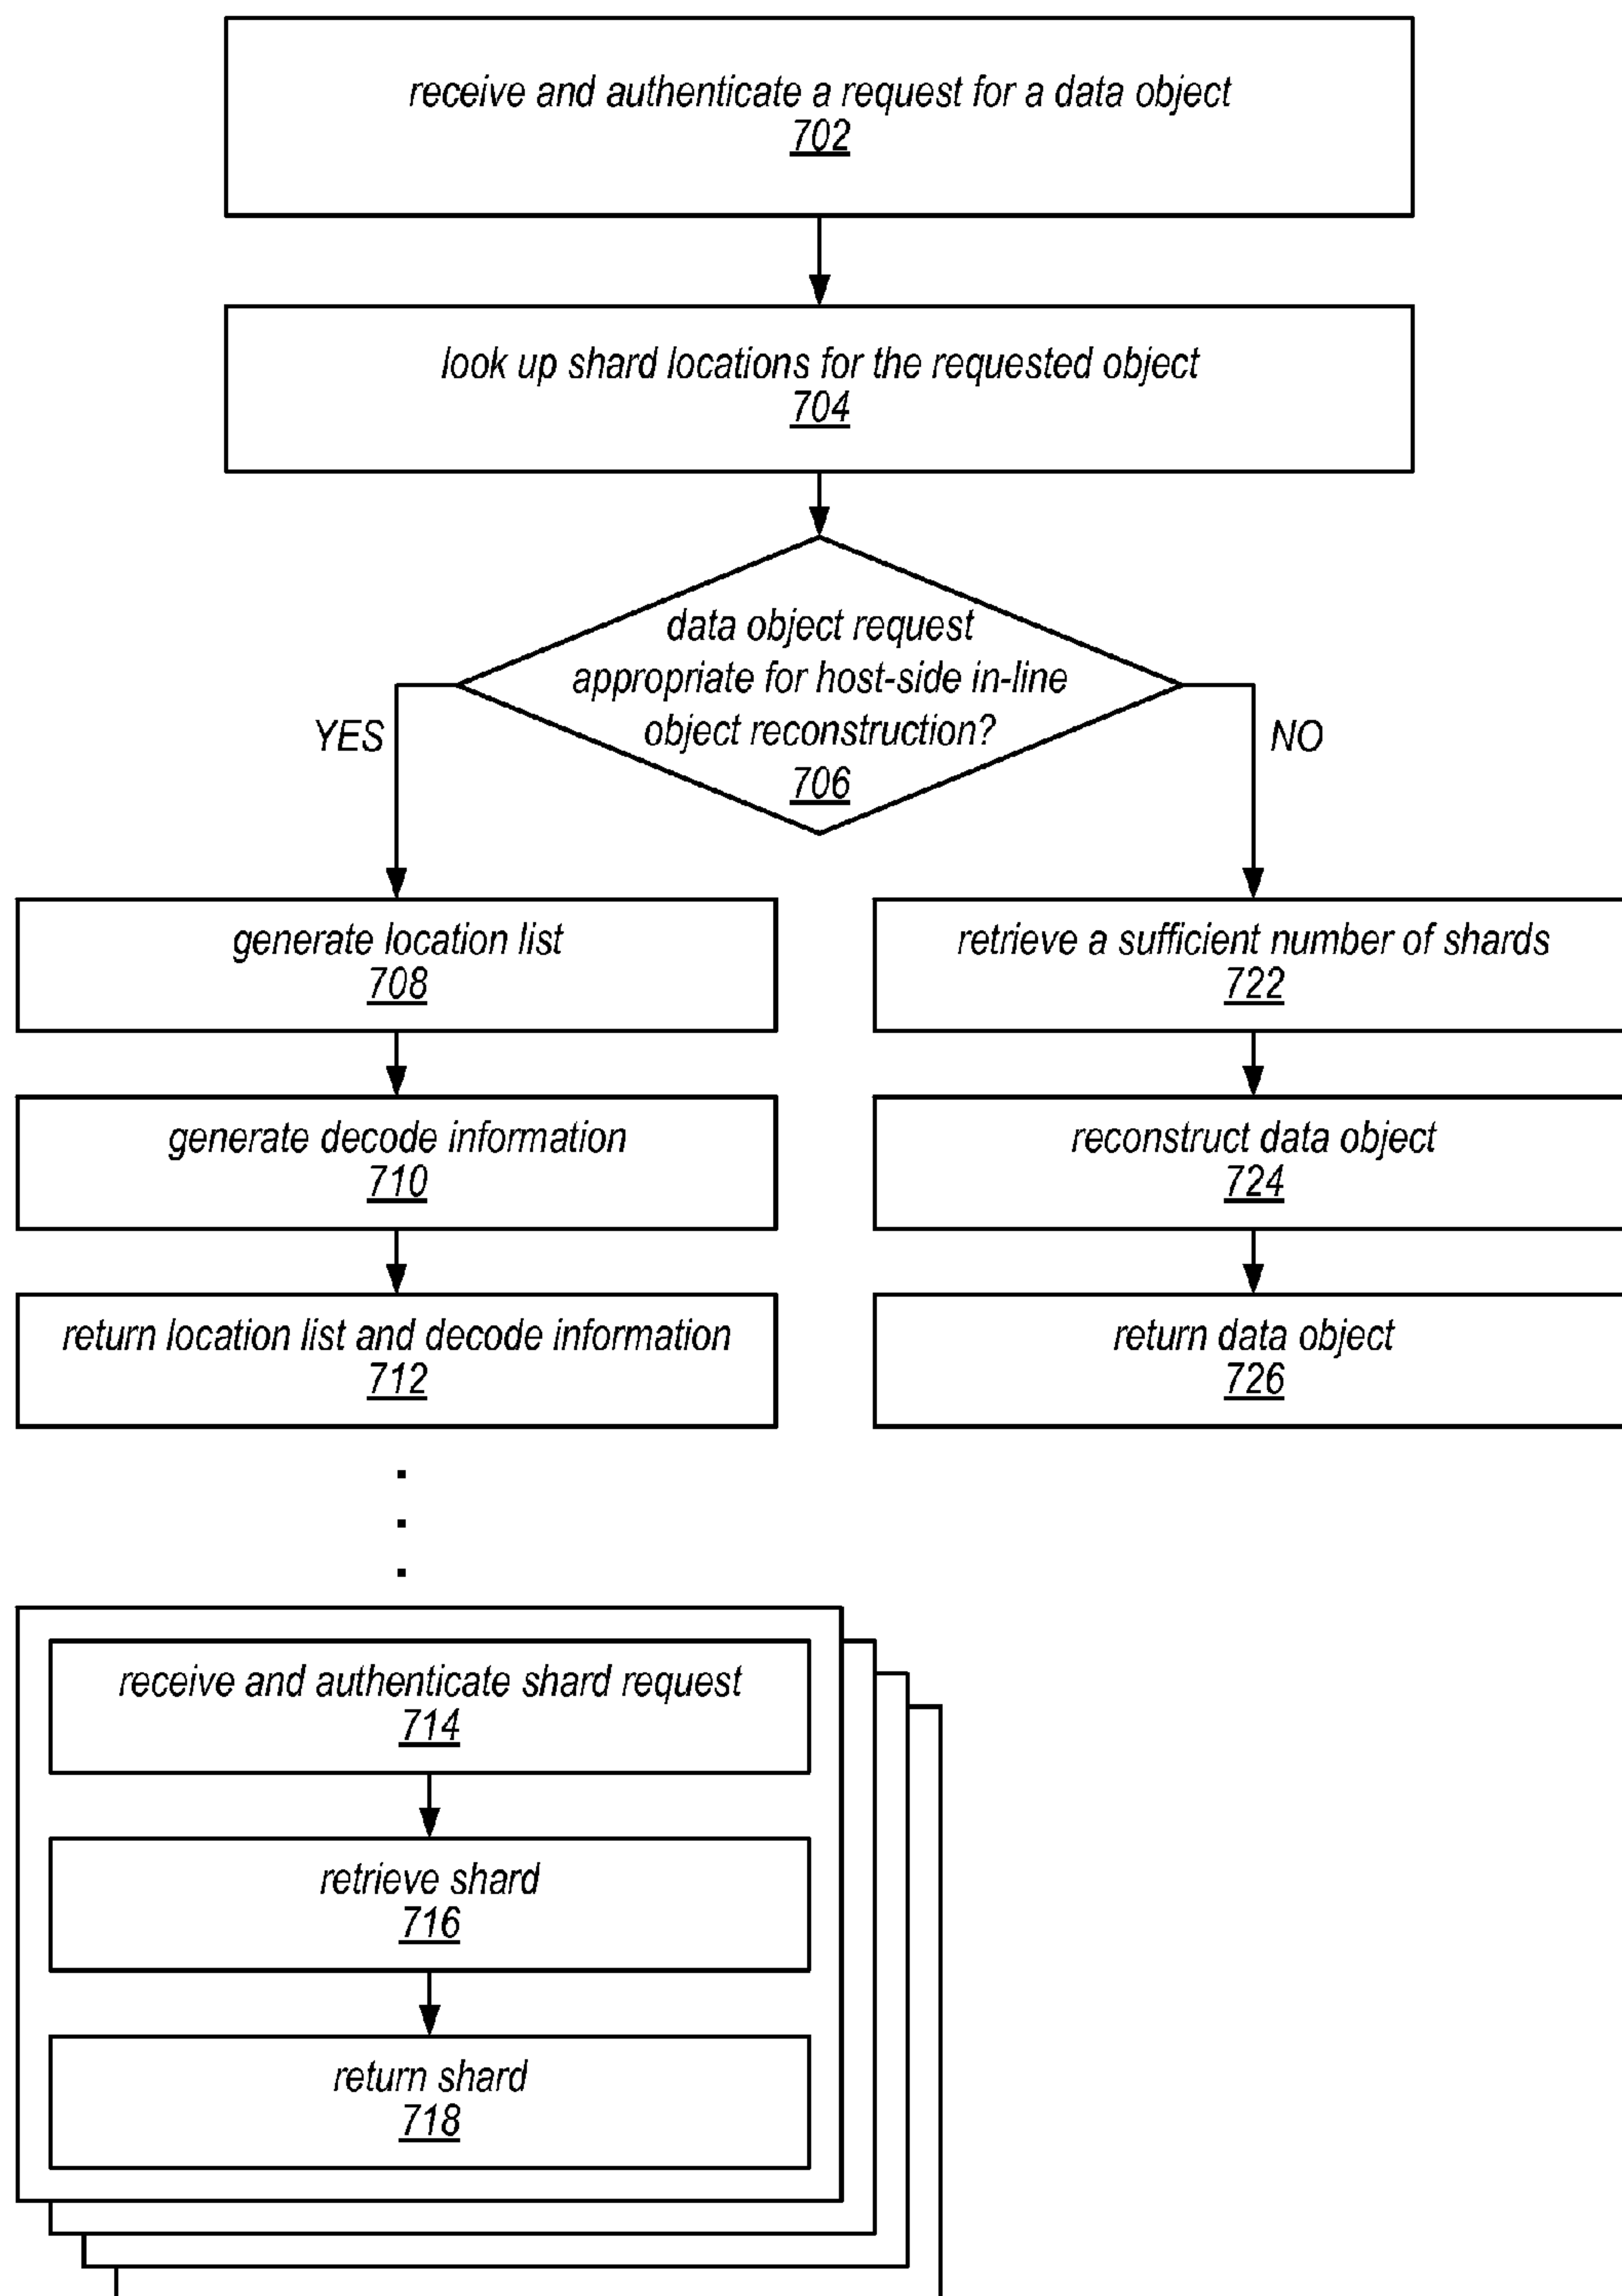 receive and authenticate a request for a data object
702
look up shard locations for the requested object
704
data object request
appropriate for host-side in-line
object reconstruction?
706
YES
NO
generate location list
708
retrieve a sufficient number of shards
722
generate decode information
710
reconstruct data object
724
return location list and decode information
712
return data object
726
receive and authenticate shard request
714
retrieve shard
716
return shard
718